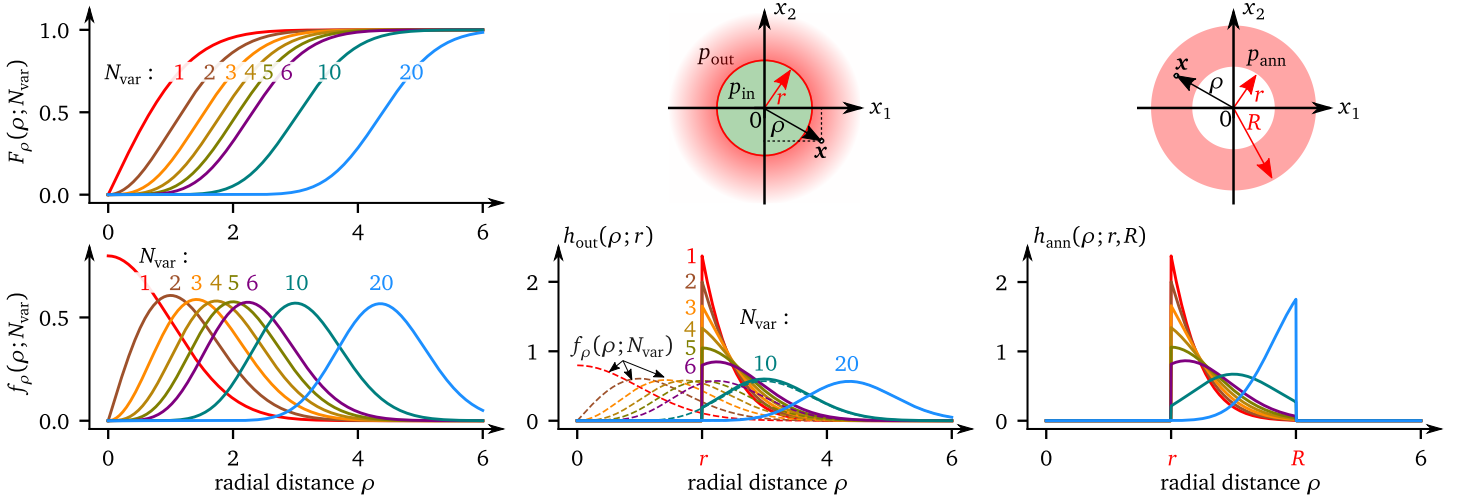 F_ρ(ρ; N_var)
1.0
0.5
0.0
N_var : 1 2 3 4 5 6 10 20
0 2 4 6
x_2
p_out
p_in
r
0
ρ
x
x_1
x_2
x
p_ann
ρ
r
0
R
x_1
f_ρ(ρ; N_var)
0.5
0.0
N_var :
1 2 3 4 5 6 10 20
0 2 4 6
radial distance ρ
h_out(ρ; r)
2
1
0
1
2
3
4
5
6
N_var :
10 20
f_ρ(ρ; N_var)
0 r 4 6
radial distance ρ
h_ann(ρ; r, R)
2
1
0
0 r R 6
radial distance ρ